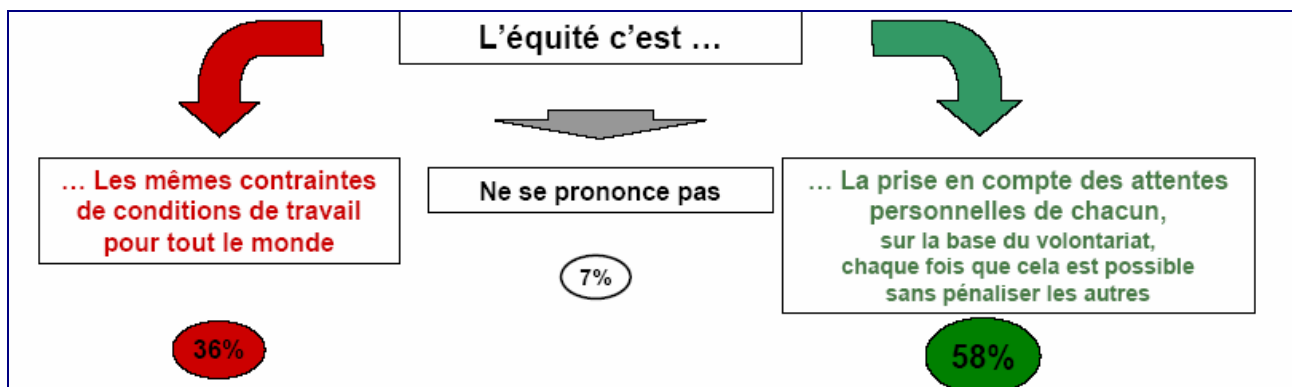 L'équité c'est …
… Les mêmes contraintes
de conditions de travail
pour tout le monde
36%
Ne se prononce pas
7%
… La prise en compte des attentes
personnelles de chacun,
sur la base du volontariat,
chaque fois que cela est possible
sans pénaliser les autres
58%